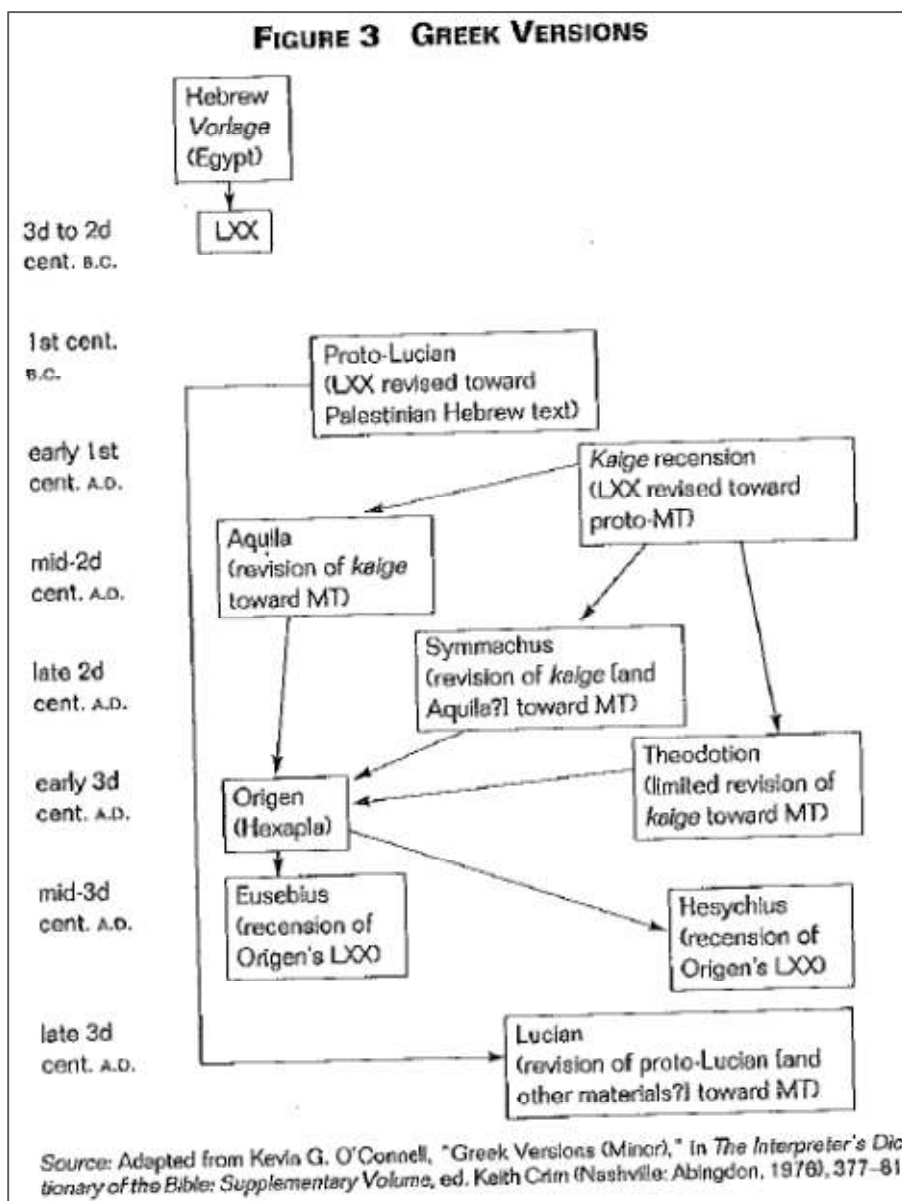 FIGURE 3 GREEK VERSIONS
Hebrew
Vorlage
(Egypt)
3d to 2d
cent. B.C.
LXX
1st cent.
B.C.
Proto-Lucian
(LXX revised toward
Palestinian Hebrew text)
early 1st
cent. A.D.
Kaige recension
(LXX revised toward
proto-MT)
mid-2d
cent. A.D.
Aquila
(revision of kaige
toward MT)
late 2d
cent. A.D.
Symmachus
(revision of kaige [and
Aquila?] toward MT)
early 3d
cent. A.D.
Origen
(Hexapla)
Theodotion
(limited revision of
kaige toward MT)
mid-3d
cent. A.D.
Eusebius
(recension of
Origen's LXX)
Hesychius
(recension of
Origen's LXX)
late 3d
cent. A.D.
Lucian
(revision of proto-Lucian [and
other materials?] toward MT)
Source: Adapted from Kevin G. O'Connell, "Greek Versions (Minor)," in The Interpreter's Dic
tionary of the Bible: Supplementary Volume, ed. Keith Crim (Nashville: Abingdon, 1976), 377–81